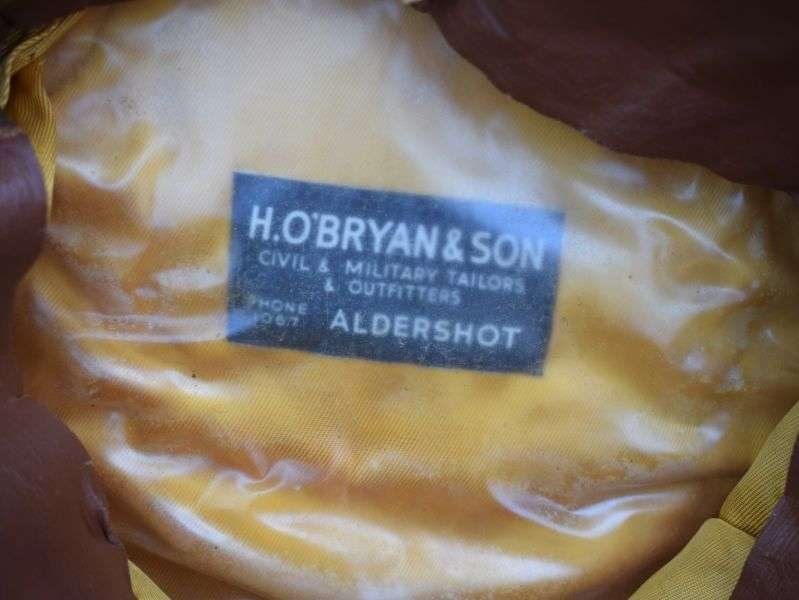 H.O'BRYAN & SON
CIVIL & MILITARY TAILORS
& OUTFITTERS
PHONE
1067
ALDERSHOT